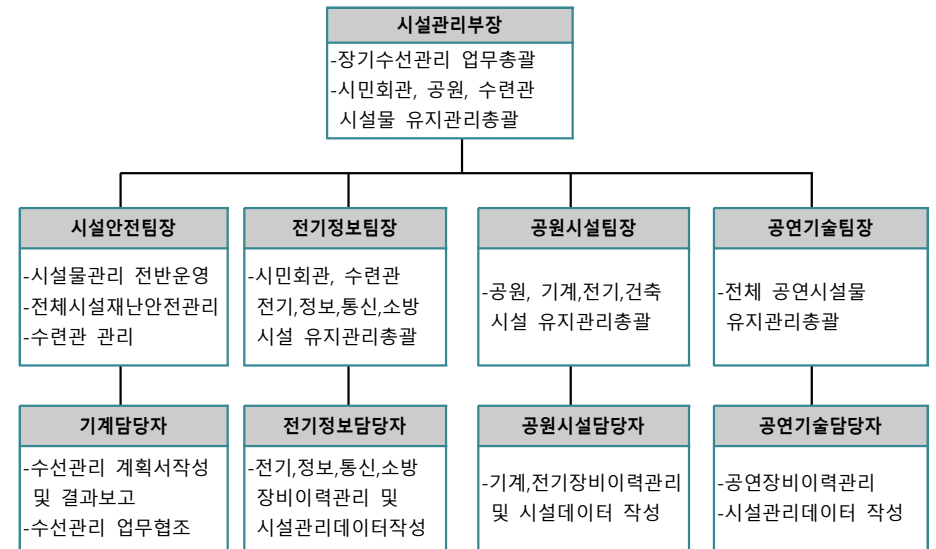 시설관리부장
-장기수선관리 업무총괄
-시민회관, 공원, 수련관
시설물 유지관리총괄
시설안전팀장
-시설물관리 전반운영
-전체시설재난안전관리
-수련관 관리
전기정보팀장
-시민회관, 수련관
전기,정보,통신,소방
시설 유지관리총괄
공원시설팀장
-공원, 기계,전기,건축
시설 유지관리총괄
공연기술팀장
-전체 공연시설물
유지관리총괄
기계담당자
-수선관리 계획서작성
및 결과보고
-수선관리 업무협조
전기정보담당자
-전기,정보,통신,소방
장비이력관리 및
시설관리데이터작성
공원시설담당자
-기계,전기장비이력관리
및 시설데이터 작성
공연기술담당자
-공연장비이력관리
-시설관리데이터 작성